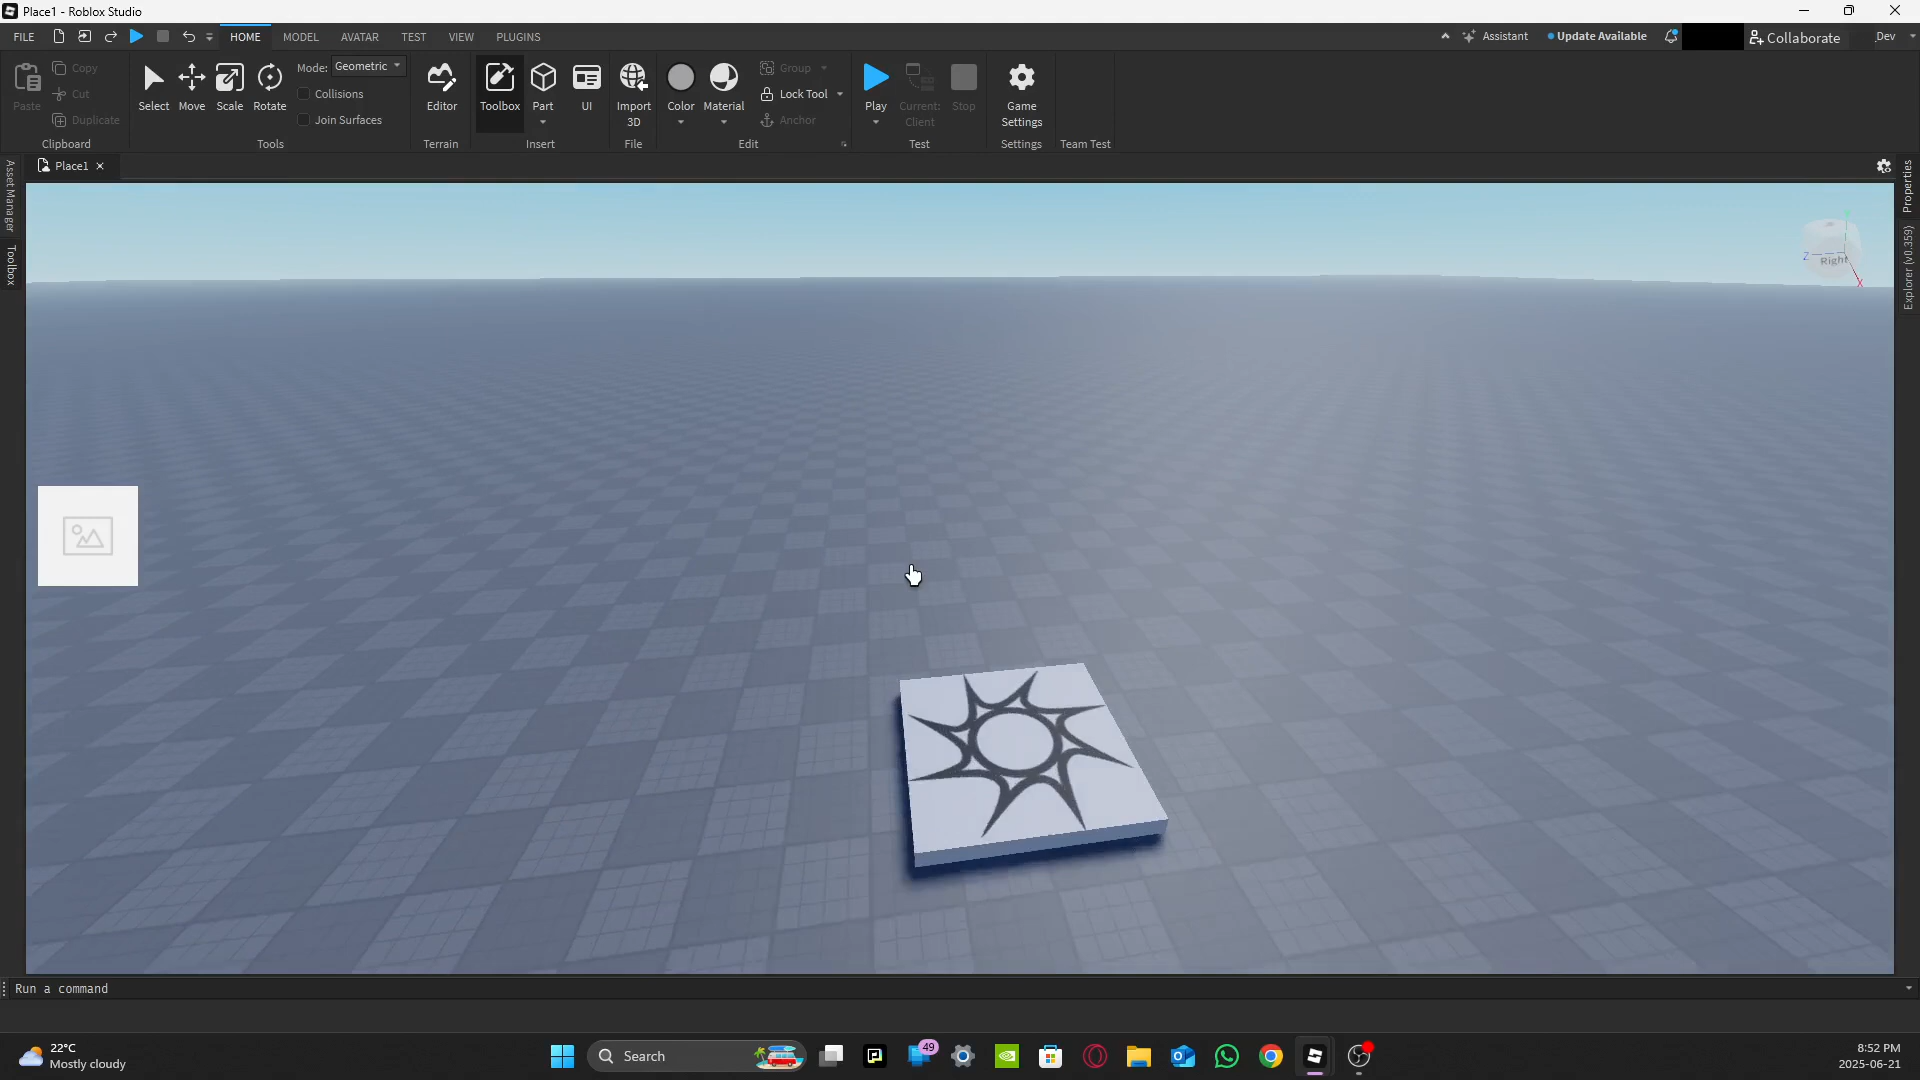 Place1 - Roblox Studio
FILE HOME MODEL AVATAR TEST VIEW PLUGINS Assistant Update Available Collaborate Dev
Paste Copy Cut Duplicate
Select Move Scale Rotate
Mode: Geometric
Collisions
Join Surfaces
Editor Toolbox Part UI Import 3D
Color Material Group Lock Tool Anchor
Play Current: Client Stop Game Settings
Clipboard Tools Terrain Insert File Edit Test Settings Team Test
Place1
Asset Manager
Toolbox
Properties
Explorer (v0.359)
Right
Z
X
Run a command
22°C
Mostly cloudy
Search
49
8:52 PM
2025-06-21